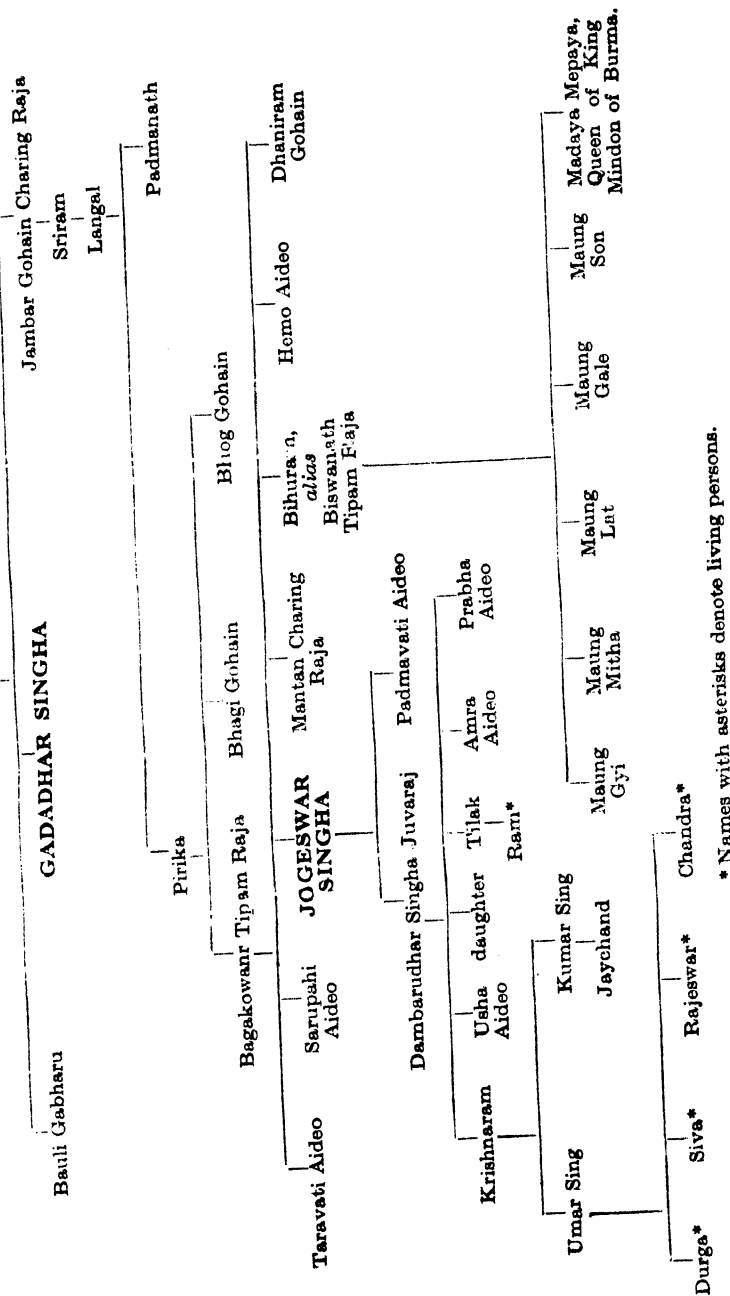 Bauli Gabharu
GADADHAR SINGHA
Jambar Gohain Charing Raja
Sriram
Langal
Pirika
Padmanath
Bagakowanr Tipam Raja
Bhagi Gohain
Bhog Gohain
Taravati Aideo
Sarupahi
Aideo
JOGESWAR
SINGHA
Mantan Charing
Raja
Bihuram,
alias
Biswanath
Tipam Raja
Hemo Aideo
Dhaniram
Gohain
Dambarudhar Singha Juvaraj
Padmavati Aideo
Krishnaram
Usha
Aideo
daughter
Tilak
Ram*
Amra
Aideo
Prabha
Aideo
Umar Sing
Kumar Sing
Jaychand
Maung
Gyi
Maung
Mitha
Maung
Lat
Maung
Gale
Maung
Son
Madaya Mepaya,
Queen of King
Mindon of Burma.
Durga*
Siva*
Rajeswar*
Chandra*
* Names with asterisks denote living persons.